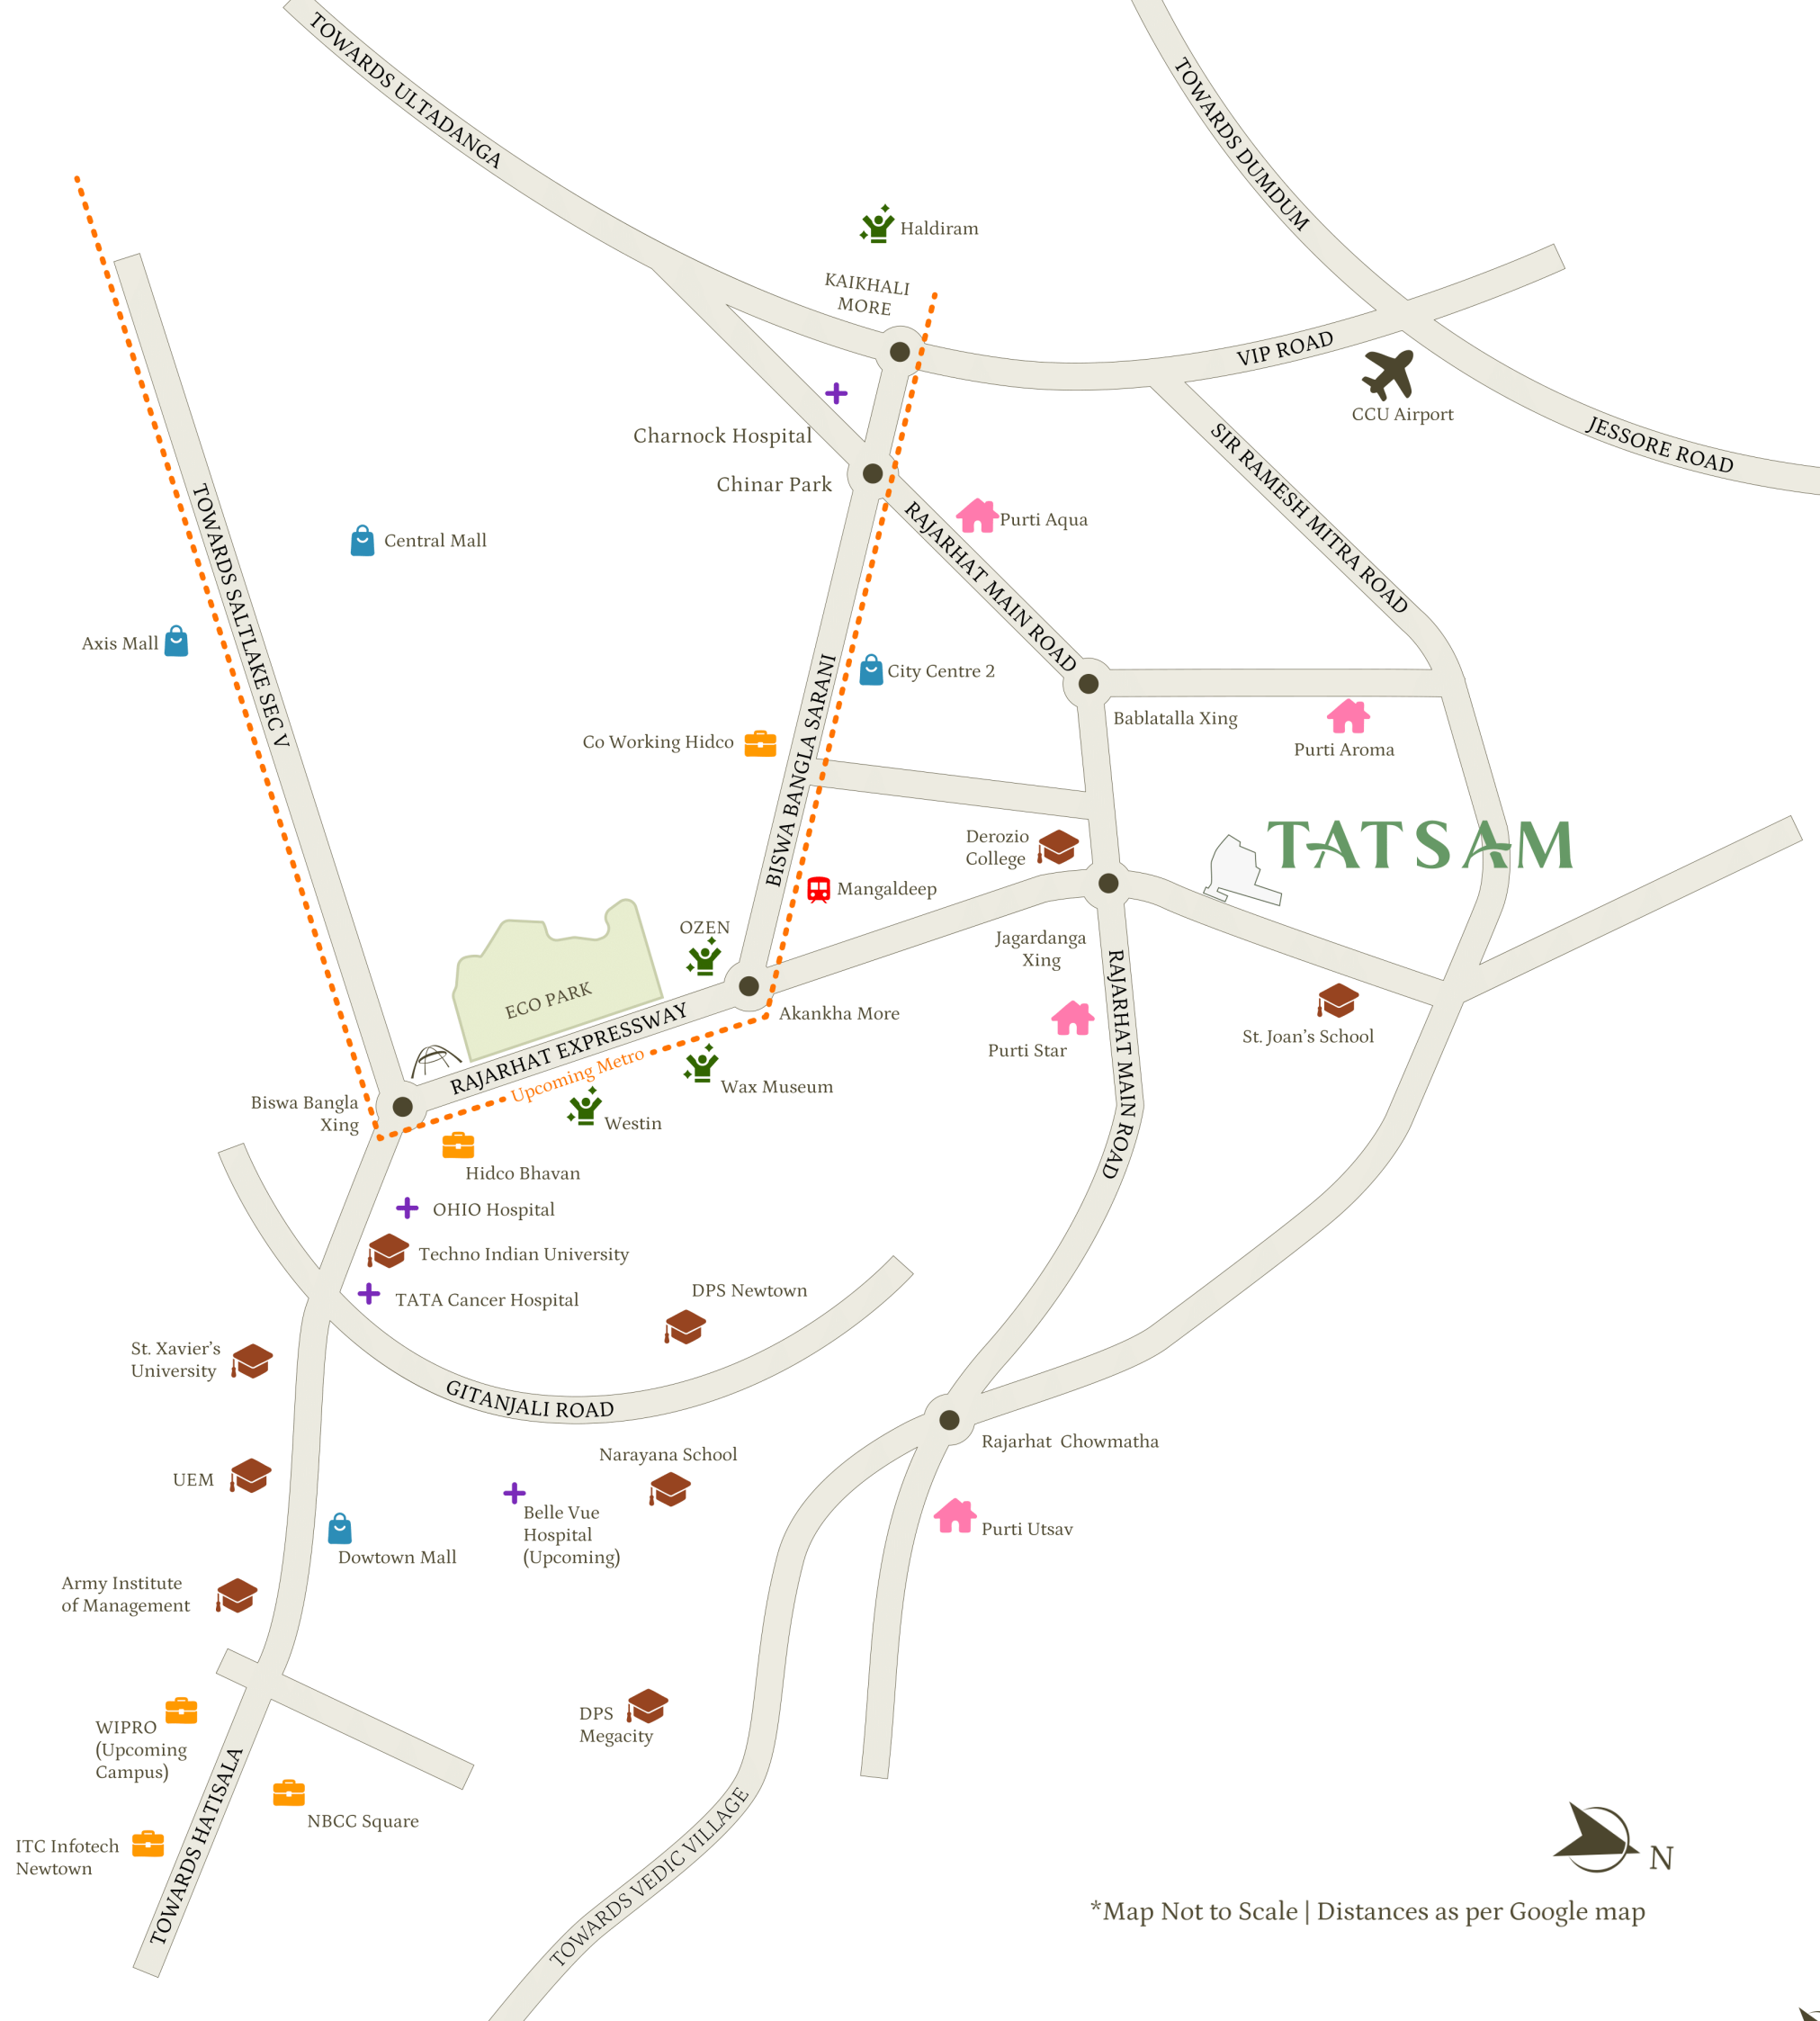 TOWARDS ULTADANGA
TOWARDS DUMDUM
Haldiram
KAIKHALI
MORE
VIP ROAD
CCU Airport
JESSORE ROAD
Charnock Hospital
Chinar Park
SIR RAMESH MITRA ROAD
TOWARDS SALTLAKE SEC V
Central Mall
Purti Aqua
RAJARHAT MAIN ROAD
Axis Mall
City Centre 2
BISWA BANGLA SARANI
Co Working Hidco
Bablatalla Xing
Purti Aroma
Derozio
College
TATSAM
Mangaldeep
OZEN
Jagardanga
Xing
ECO PARK
Akankha More
RAJARHAT EXPRESSWAY
Upcoming Metro
RAJARHAT MAIN ROAD
Purti Star
St. Joan's School
Wax Museum
Biswa Bangla
Xing
Westin
Hidco Bhavan
OHIO Hospital
Techno Indian University
TATA Cancer Hospital
DPS Newtown
St. Xavier's
University
GITANJALI ROAD
Rajarhat  Chowmatha
Narayana School
UEM
Belle Vue
Hospital
(Upcoming)
Purti Utsav
Dowtown Mall
Army Institute
of Management
DPS
Megacity
WIPRO
(Upcoming
Campus)
NBCC Square
ITC Infotech
Newtown
TOWARDS HATISALA
TOWARDS VEDIC VILLAGE
N
*Map Not to Scale | Distances as per Google map